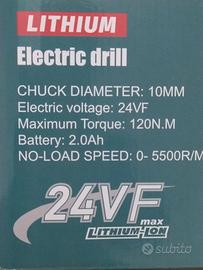 LITHIUM
Electric drill
CHUCK DIAMETER: 10MM
Electric voltage: 24VF
Maximum Torque: 120N.M
Battery: 2.0Ah
NO-LOAD SPEED: 0- 5500R/M
24VF
max
LITHIUM-ION
subito